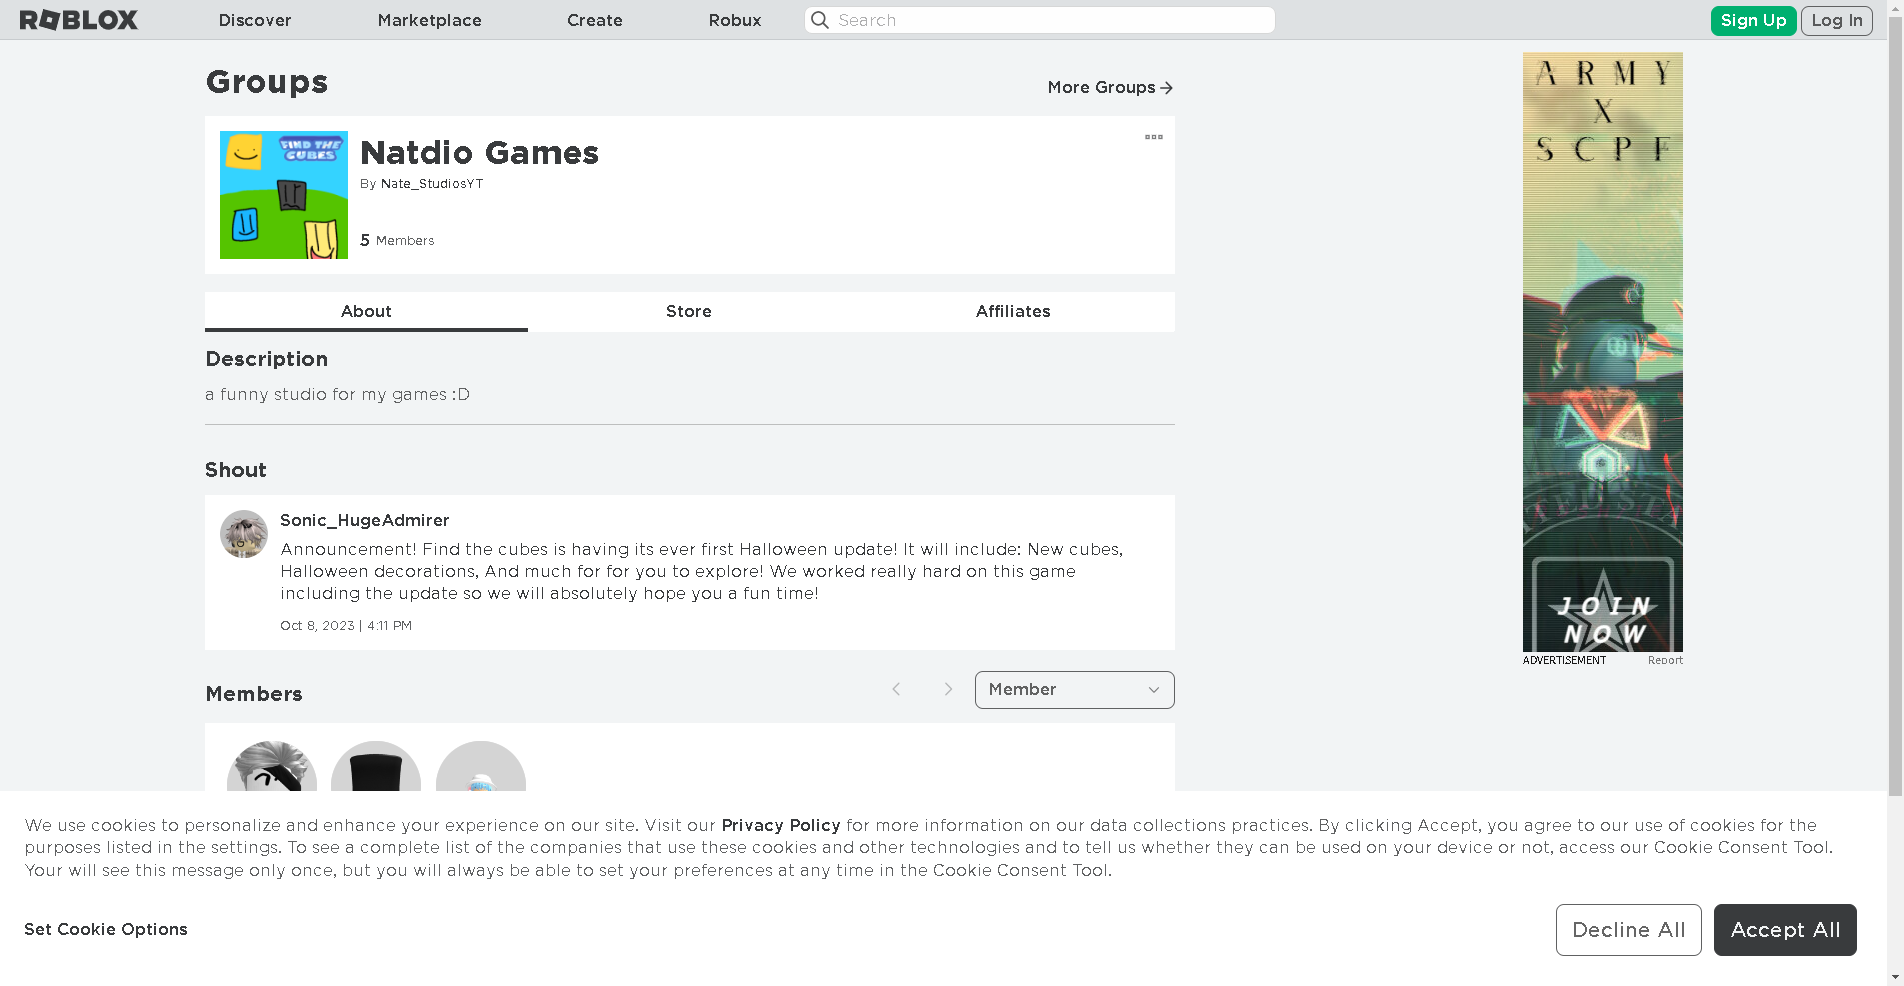 ROBLOX
Discover
Marketplace
Create
Robux
Search
Sign Up
Log In
Groups
More Groups
FIND THE
CUBES
Natdio Games
By Nate_StudiosYT
5 Members
About
Store
Affiliates
Description
a funny studio for my games :D
Shout
Sonic_HugeAdmirer
Announcement! Find the cubes is having its ever first Halloween update! It will include: New cubes,
Halloween decorations, And much for for you to explore! We worked really hard on this game
including the update so we will absolutely hope you a fun time!
Oct 8, 2023 | 4:11 PM
Members
Member
ARMY
X
SCPF
JOIN
NOW
ADVERTISEMENT
Report
We use cookies to personalize and enhance your experience on our site. Visit our Privacy Policy for more information on our data collections practices. By clicking Accept, you agree to our use of cookies for the
purposes listed in the settings. To see a complete list of the companies that use these cookies and other technologies and to tell us whether they can be used on your device or not, access our Cookie Consent Tool.
Your will see this message only once, but you will always be able to set your preferences at any time in the Cookie Consent Tool.
Set Cookie Options
Decline All
Accept All